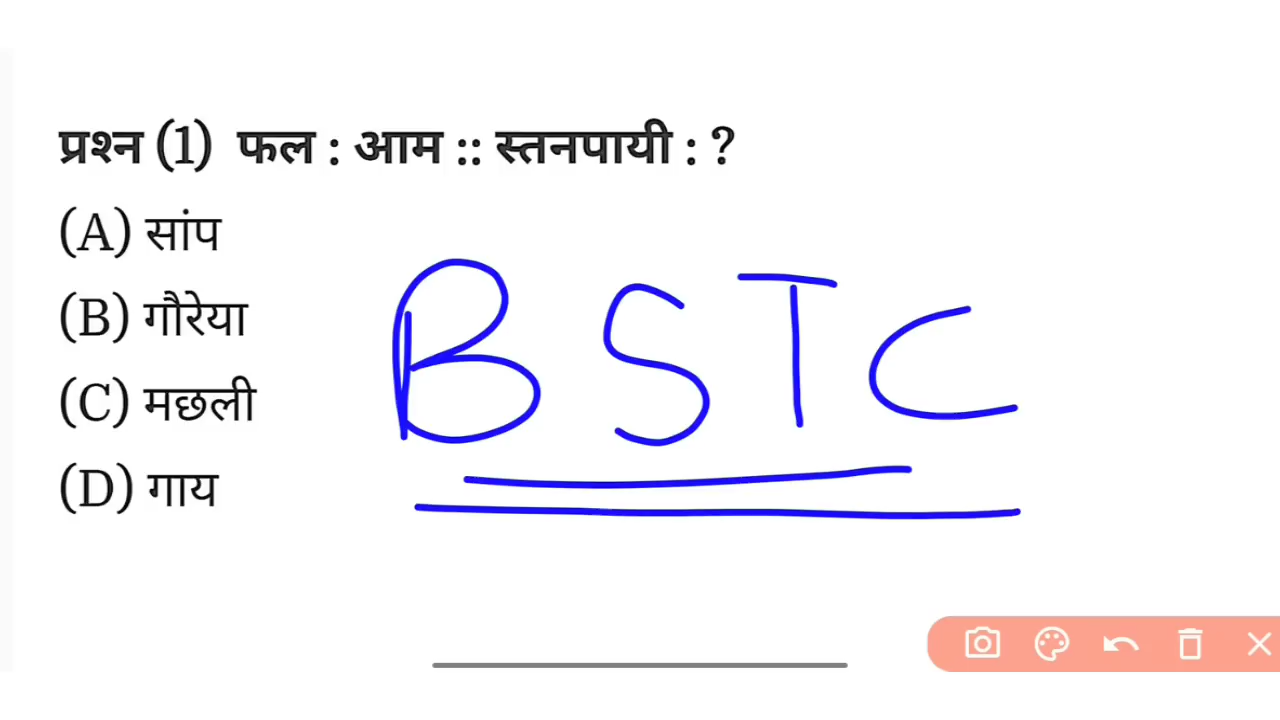 प्रश्न (1) फल : आम :: स्तनपायी : ?
(A) सांप
(B) गौरेया
(C) मछली
(D) गाय
BSTC